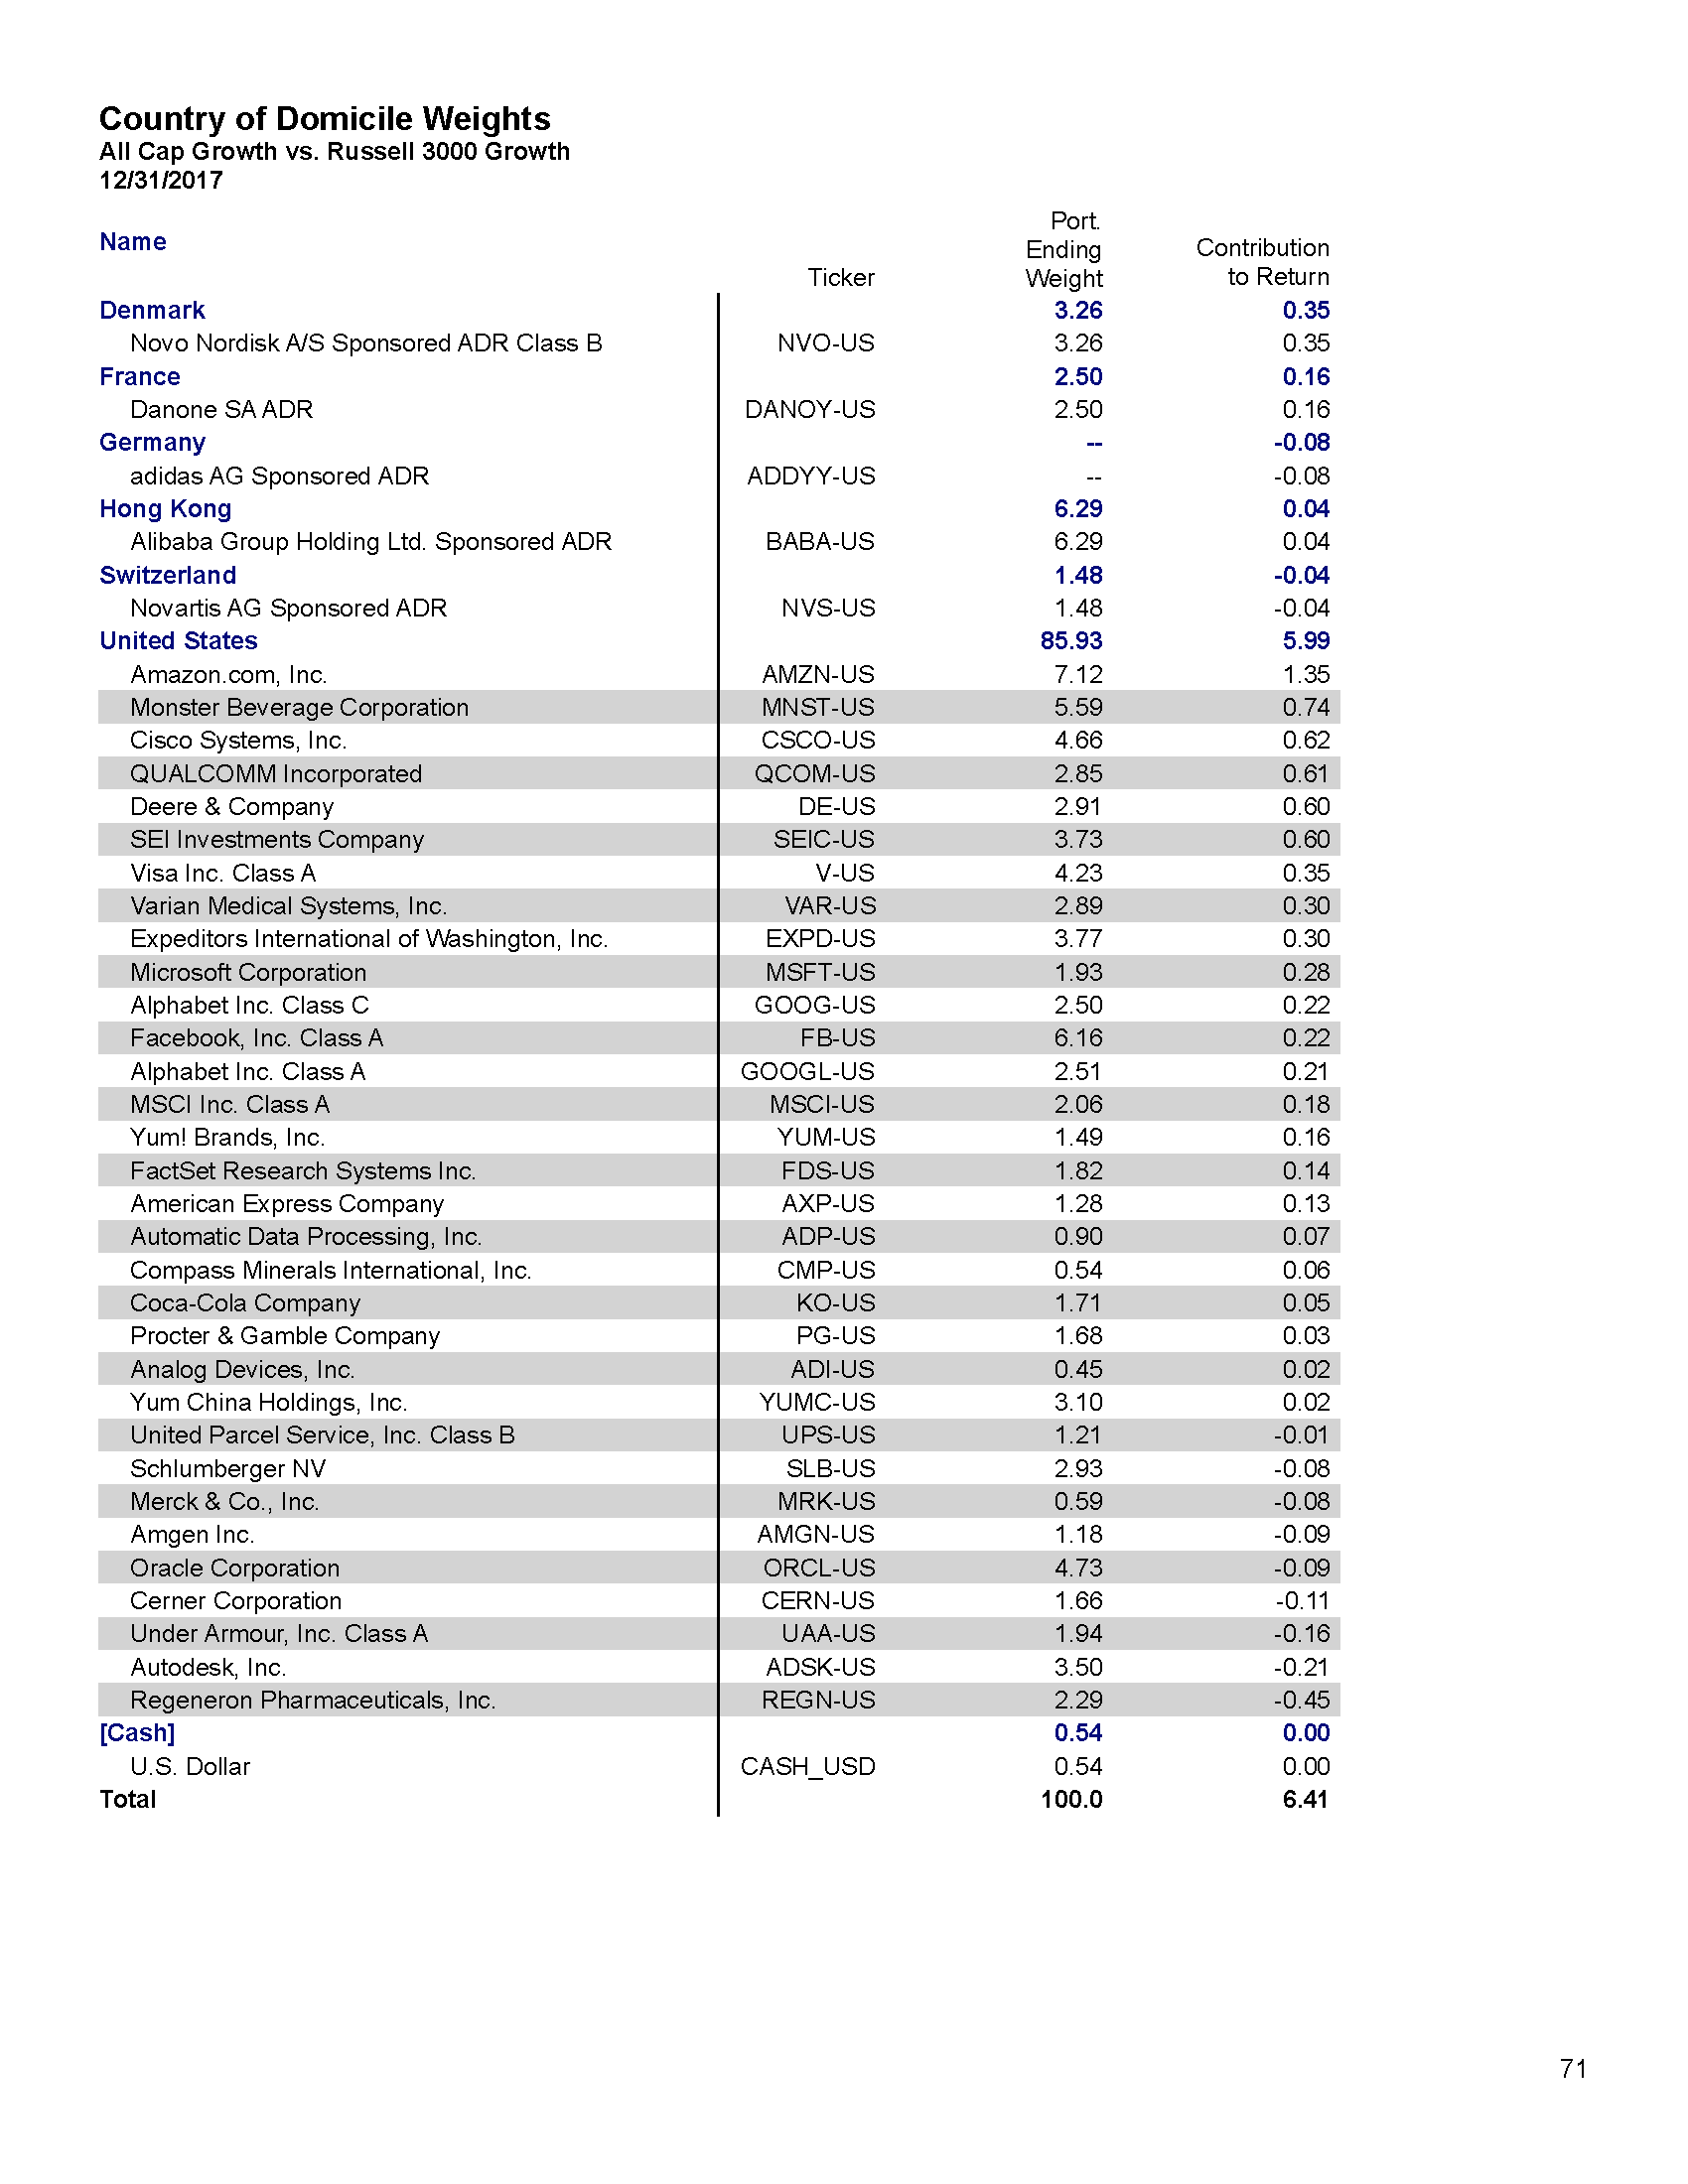 Country of Domicile Weights
All Cap Growth vs. Russell 3000 Growth
12/31/2017
Name Ticker Port. Ending Weight Contribution to Return
Denmark 3.26 0.35
Novo Nordisk A/S Sponsored ADR Class B NVO-US 3.26 0.35
France 2.50 0.16
Danone SA ADR DANOY-US 2.50 0.16
Germany -- -0.08
adidas AG Sponsored ADR ADDYY-US -- -0.08
Hong Kong 6.29 0.04
Alibaba Group Holding Ltd. Sponsored ADR BABA-US 6.29 0.04
Switzerland 1.48 -0.04
Novartis AG Sponsored ADR NVS-US 1.48 -0.04
United States 85.93 5.99
Amazon.com, Inc. AMZN-US 7.12 1.35
Monster Beverage Corporation MNST-US 5.59 0.74
Cisco Systems, Inc. CSCO-US 4.66 0.62
QUALCOMM Incorporated QCOM-US 2.85 0.61
Deere & Company DE-US 2.91 0.60
SEI Investments Company SEIC-US 3.73 0.60
Visa Inc. Class A V-US 4.23 0.35
Varian Medical Systems, Inc. VAR-US 2.89 0.30
Expeditors International of Washington, Inc. EXPD-US 3.77 0.30
Microsoft Corporation MSFT-US 1.93 0.28
Alphabet Inc. Class C GOOG-US 2.50 0.22
Facebook, Inc. Class A FB-US 6.16 0.22
Alphabet Inc. Class A GOOGL-US 2.51 0.21
MSCI Inc. Class A MSCI-US 2.06 0.18
Yum! Brands, Inc. YUM-US 1.49 0.16
FactSet Research Systems Inc. FDS-US 1.82 0.14
American Express Company AXP-US 1.28 0.13
Automatic Data Processing, Inc. ADP-US 0.90 0.07
Compass Minerals International, Inc. CMP-US 0.54 0.06
Coca-Cola Company KO-US 1.71 0.05
Procter & Gamble Company PG-US 1.68 0.03
Analog Devices, Inc. ADI-US 0.45 0.02
Yum China Holdings, Inc. YUMC-US 3.10 0.02
United Parcel Service, Inc. Class B UPS-US 1.21 -0.01
Schlumberger NV SLB-US 2.93 -0.08
Merck & Co., Inc. MRK-US 0.59 -0.08
Amgen Inc. AMGN-US 1.18 -0.09
Oracle Corporation ORCL-US 4.73 -0.09
Cerner Corporation CERN-US 1.66 -0.11
Under Armour, Inc. Class A UAA-US 1.94 -0.16
Autodesk, Inc. ADSK-US 3.50 -0.21
Regeneron Pharmaceuticals, Inc. REGN-US 2.29 -0.45
[Cash] 0.54 0.00
U.S. Dollar CASH_USD 0.54 0.00
Total 100.0 6.41
71